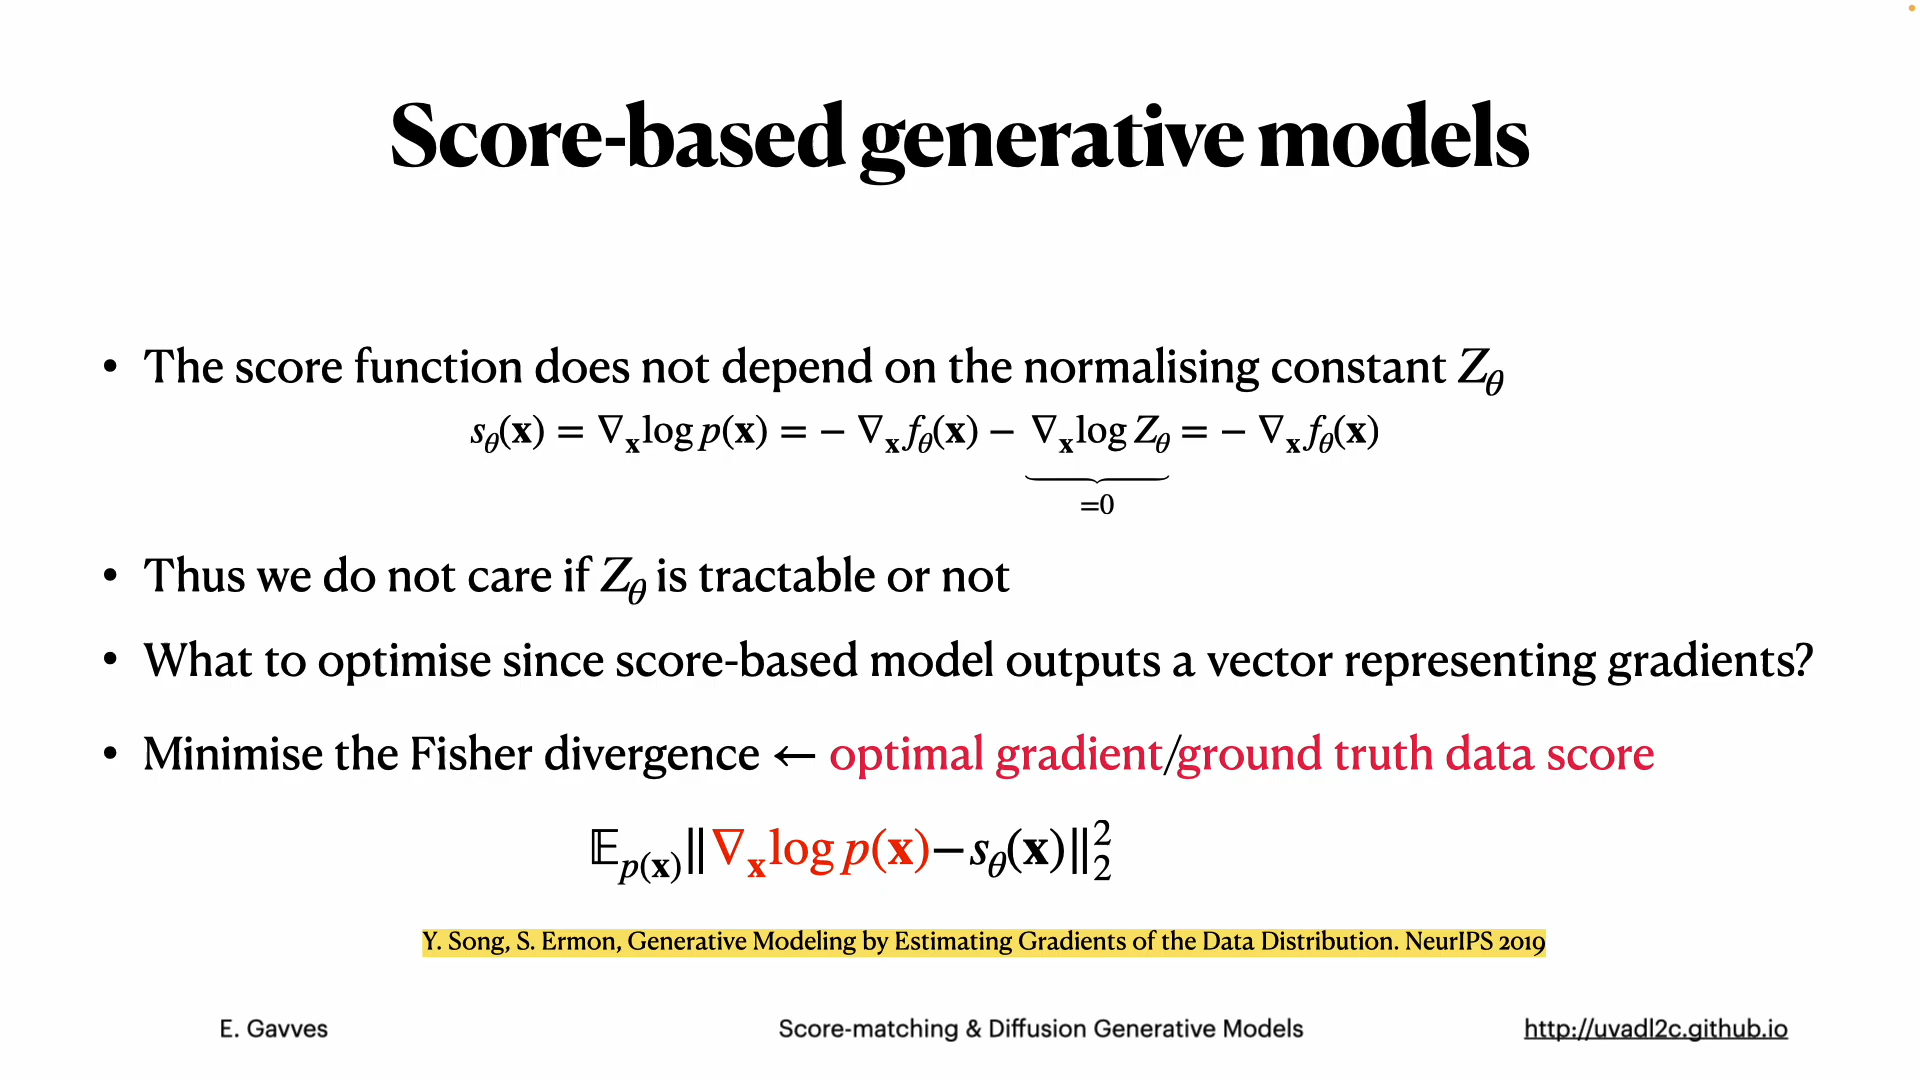 Score-based generative models
• The score function does not depend on the normalising constant Z_θ
s_θ(𝐱) = ∇_𝐱 log p(𝐱) = − ∇_𝐱 f_θ(𝐱) − ∇_𝐱 log Z_θ = − ∇_𝐱 f_θ(𝐱)
=0
• Thus we do not care if Z_θ is tractable or not
• What to optimise since score-based model outputs a vector representing gradients?
• Minimise the Fisher divergence ← optimal gradient/ground truth data score
𝔼_p(𝐱)‖∇_𝐱 log p(𝐱)−s_θ(𝐱)‖_2^2
Y. Song, S. Ermon, Generative Modeling by Estimating Gradients of the Data Distribution. NeurIPS 2019
E. Gavves Score-matching & Diffusion Generative Models http://uvadl2c.github.io